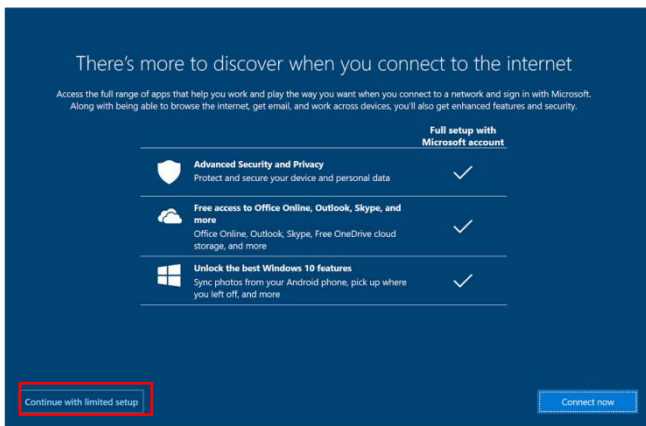 There's more to discover when you connect to the internet
Access the full range of apps that help you work and play the way you want when you connect to a network and sign in with Microsoft.
Along with being able to browse the internet, get email, and work across devices, you'll also get enhanced features and security.
Full setup with
Microsoft account
Advanced Security and Privacy
Protect and secure your device and personal data
Free access to Office Online, Outlook, Skype, and
more
Office Online, Outlook, Skype, Free OneDrive cloud
storage, and more
Unlock the best Windows 10 features
Sync photos from your Android phone, pick up where
you left off, and more
Continue with limited setup
Connect now